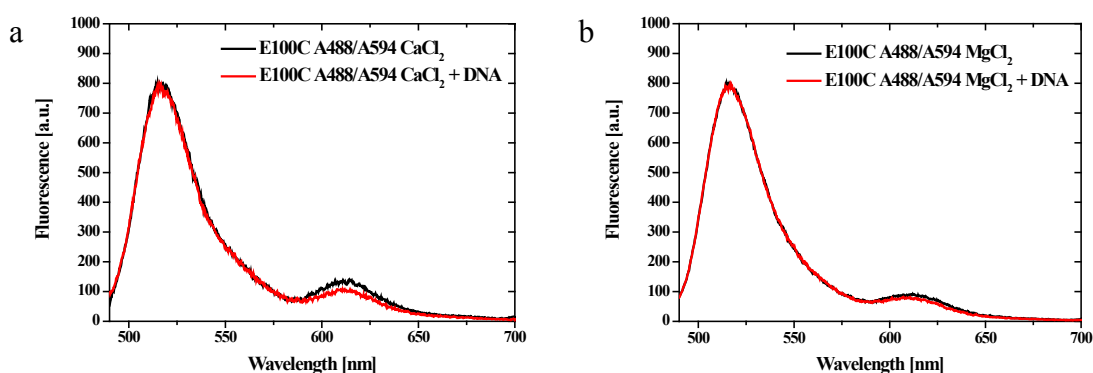 a
1000
900
800
700
600
500
400
300
200
100
0
Fluorescence [a.u.]
E100C A488/A594 CaCl₂
E100C A488/A594 CaCl₂ + DNA
500 550 600 650 700
Wavelength [nm]
b
1000
900
800
700
600
500
400
300
200
100
0
Fluorescence [a.u.]
E100C A488/A594 MgCl₂
E100C A488/A594 MgCl₂ + DNA
500 550 600 650 700
Wavelength [nm]